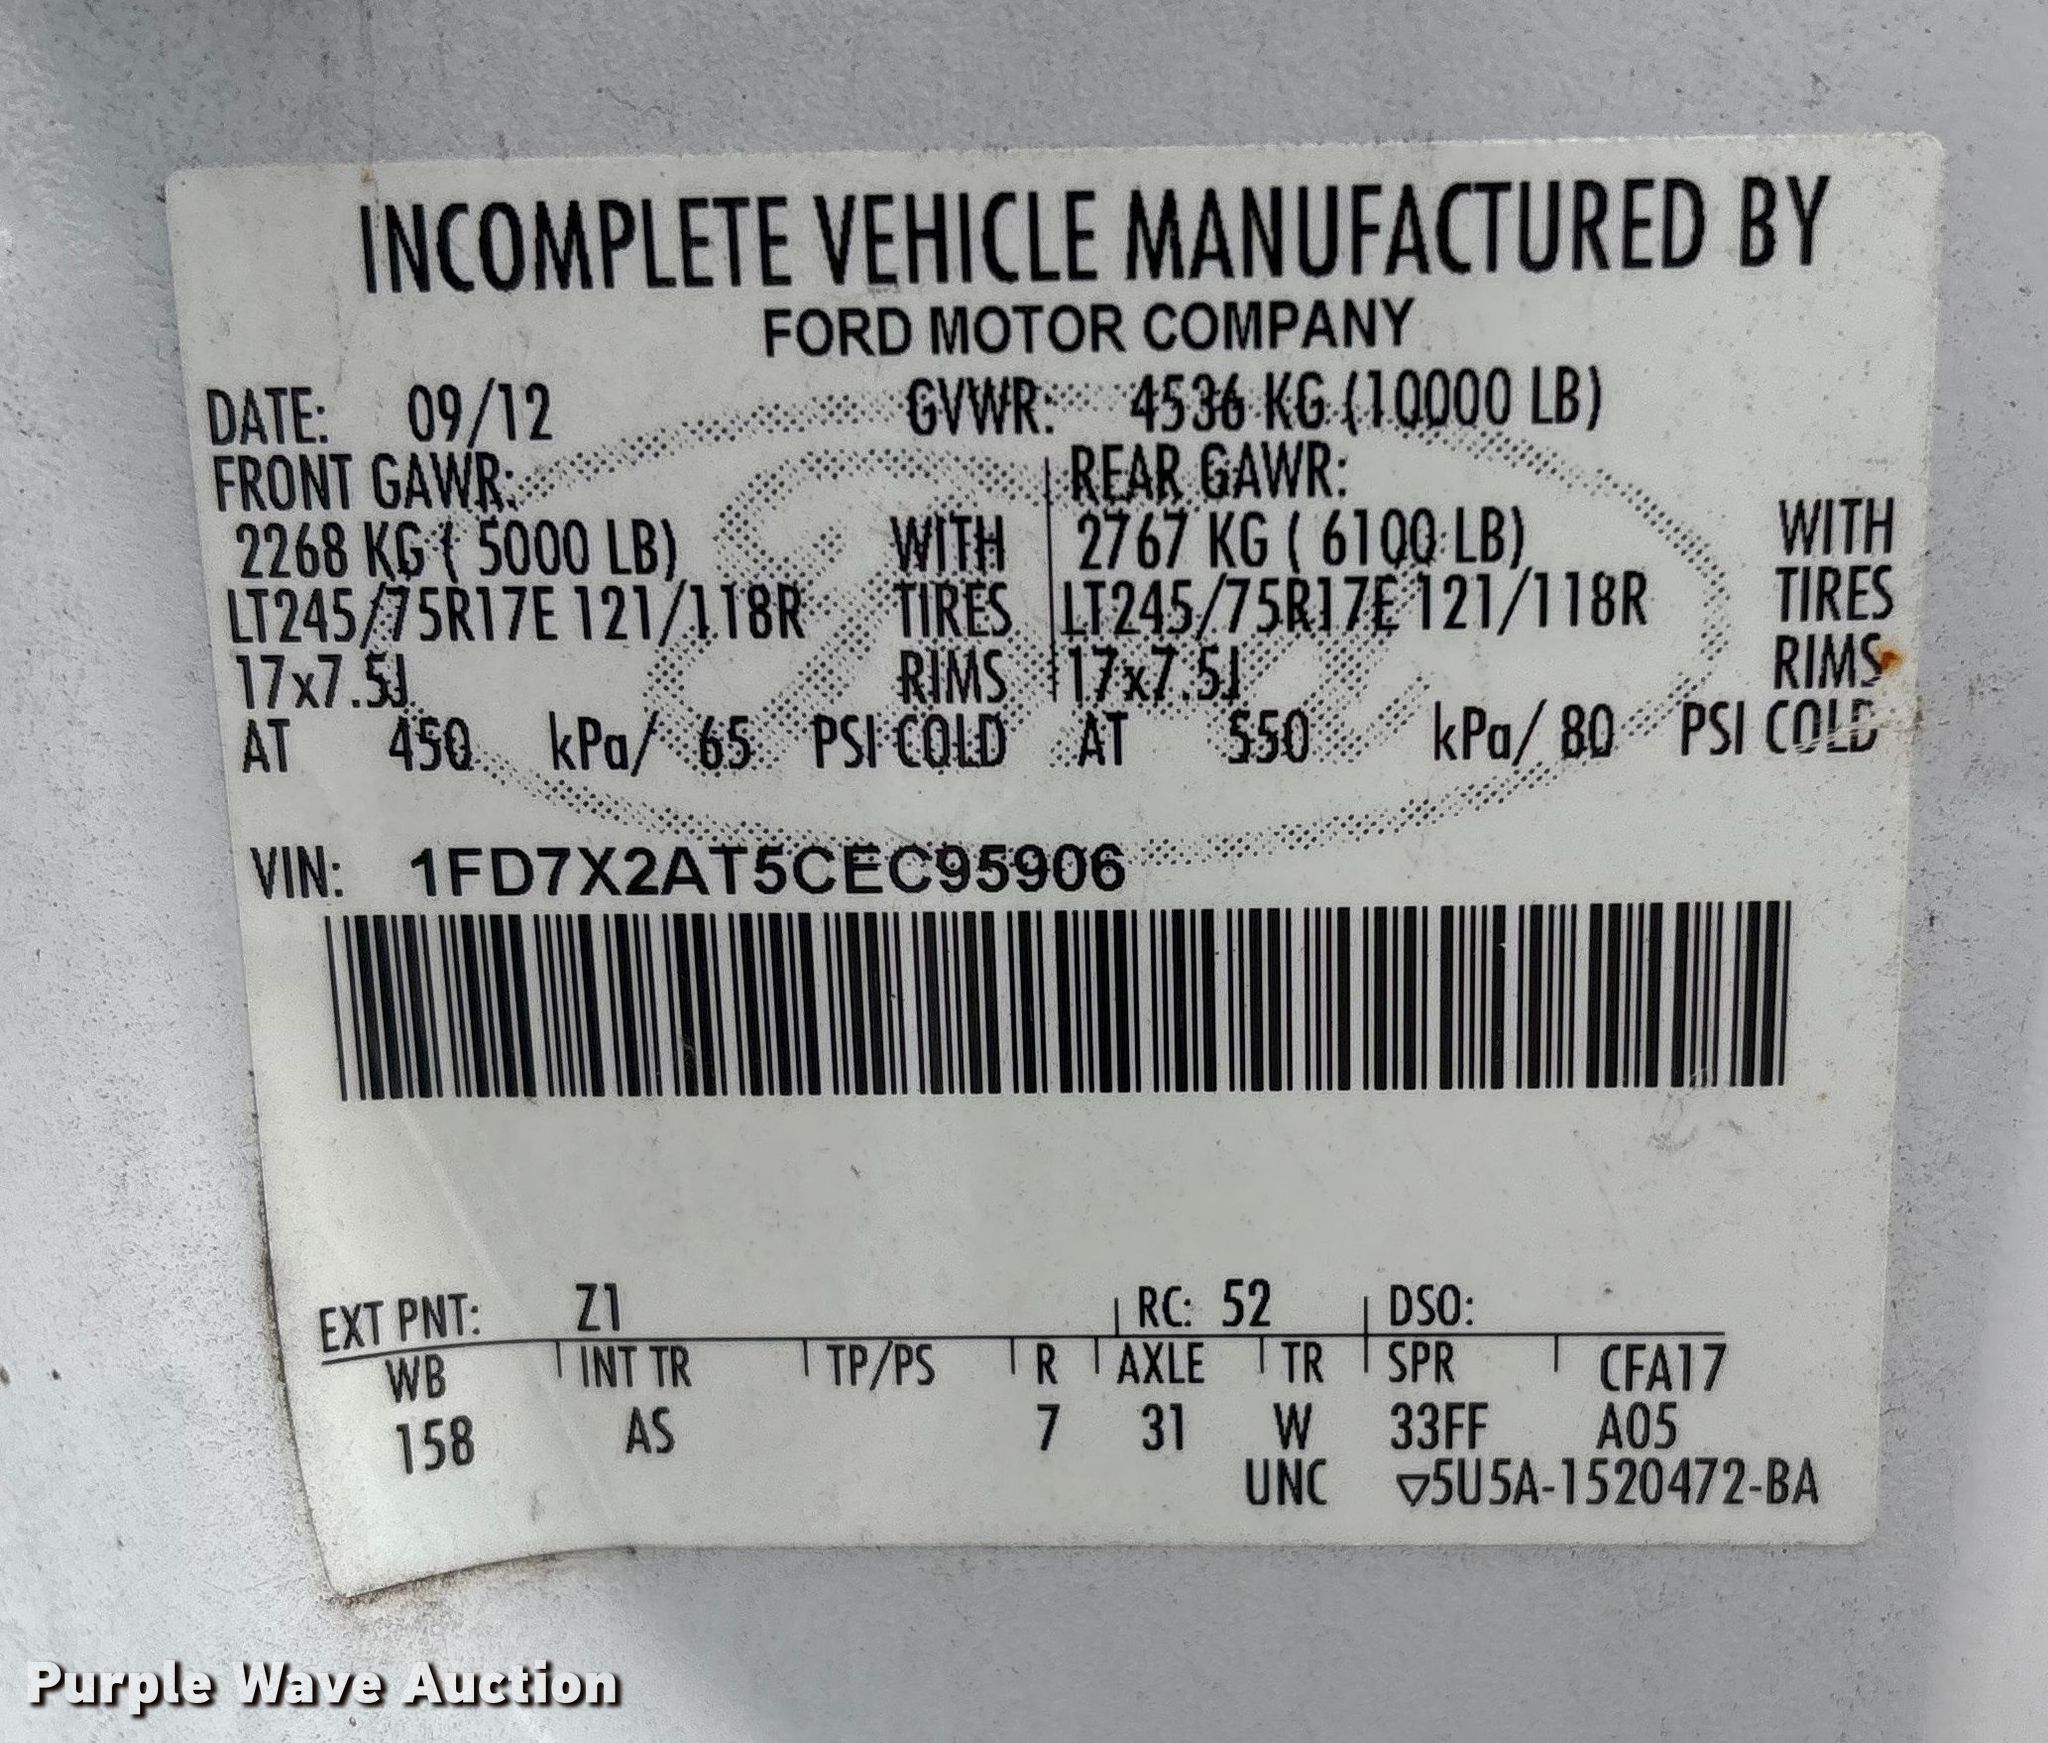 INCOMPLETE VEHICLE MANUFACTURED BY
FORD MOTOR COMPANY
DATE: 09/12 GVWR: 4536 KG (10000 LB)
FRONT GAWR: REAR GAWR:
2268 KG ( 5000 LB) WITH 2767 KG ( 6100 LB) WITH
LT245/75R17E 121/118R TIRES LT245/75R17E 121/118R TIRES
17x7.5J RIMS 17x7.5J RIMS
AT 450 kPa/ 65 PSI COLD AT 550 kPa/ 80 PSI COLD
VIN: 1FD7X2AT5CEC95906
EXT PNT: Z1 RC: 52 DSO:
WB INT TR TP/PS R AXLE TR SPR CFA17
158 AS 7 31 W 33FF A05
UNC ▽5U5A-1520472-BA
Purple Wave Auction